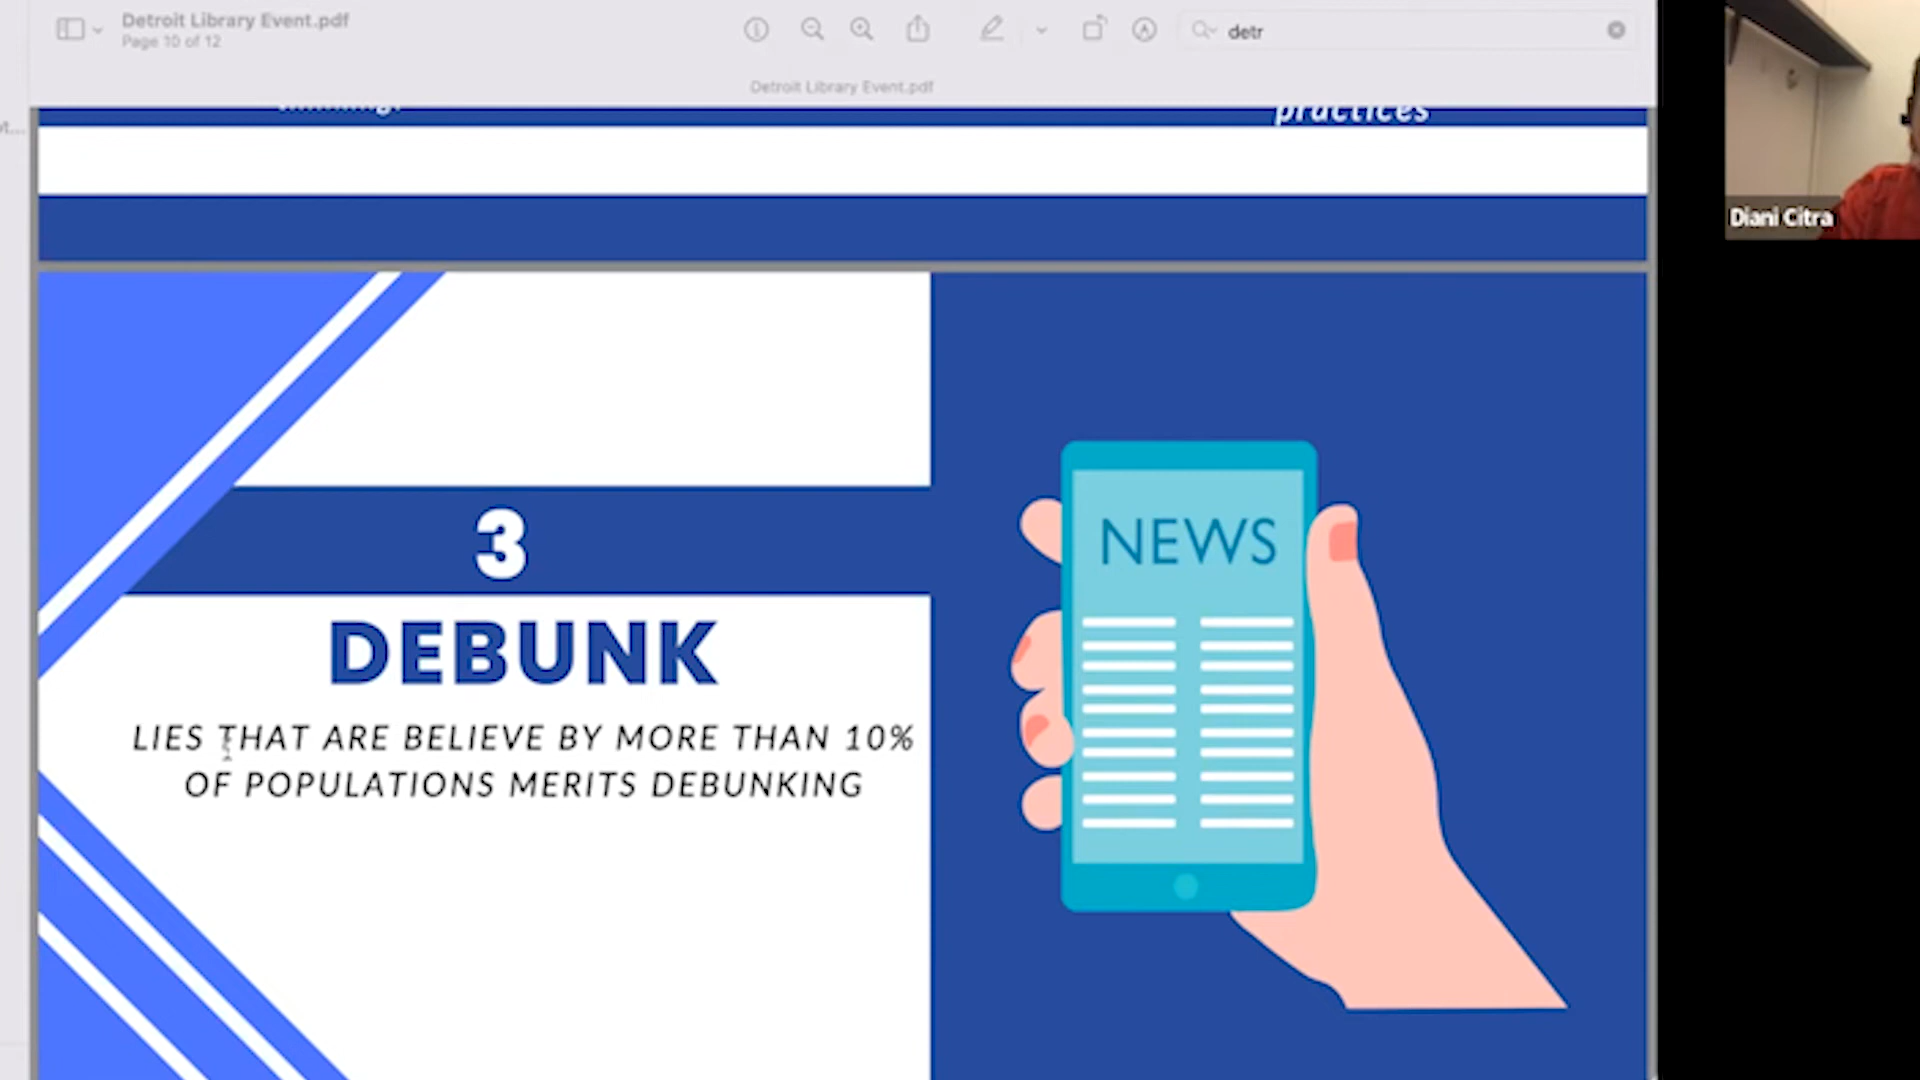 Detroit Library Event.pdf
Page 10 of 12
detr
Detroit Library Event.pdf
practices
Diani Citra
3
DEBUNK
NEWS
LIES THAT ARE BELIEVE BY MORE THAN 10%
OF POPULATIONS MERITS DEBUNKING